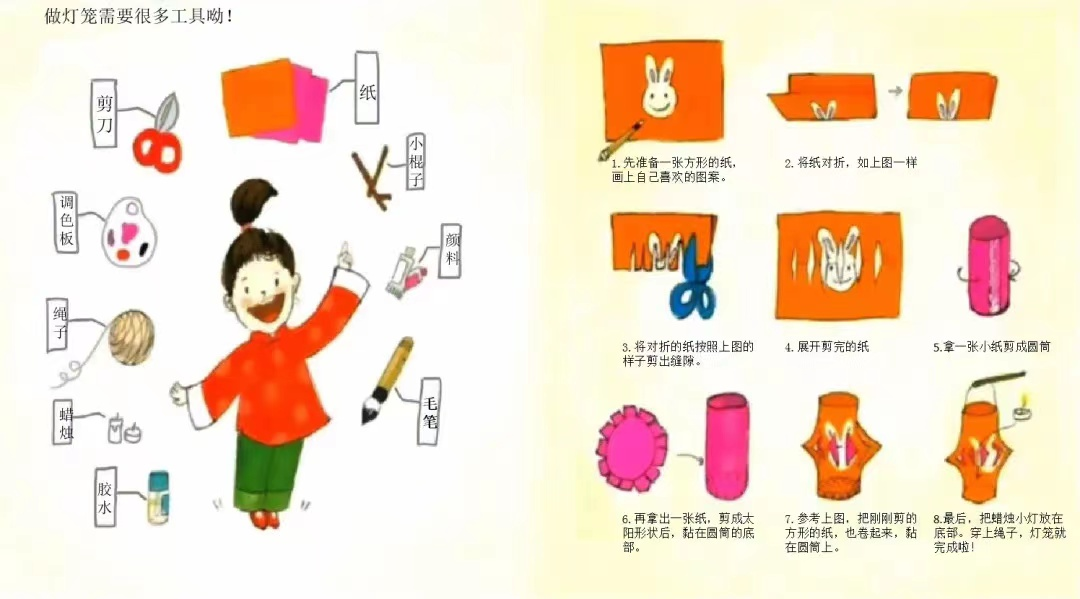 做灯笼需要很多工具呦!
剪刀
纸
小棍子
调色板
颜料
绳子
毛笔
蜡烛
胶水
1.先准备一张方形的纸,
画上自己喜欢的图案。
2.将纸对折,如上图一样
3.将对折的纸按照上图的
样子剪出缝隙。
4.展开剪完的纸
5.拿一张小纸剪成圆筒
6.再拿出一张纸,剪成太
阳形状后,黏在圆筒的底
部。
7.参考上图,把刚刚剪的
方形的纸,也卷起来,黏
在圆筒上。
8.最后,把蜡烛小灯放在
底部。穿上绳子,灯笼就
完成啦!